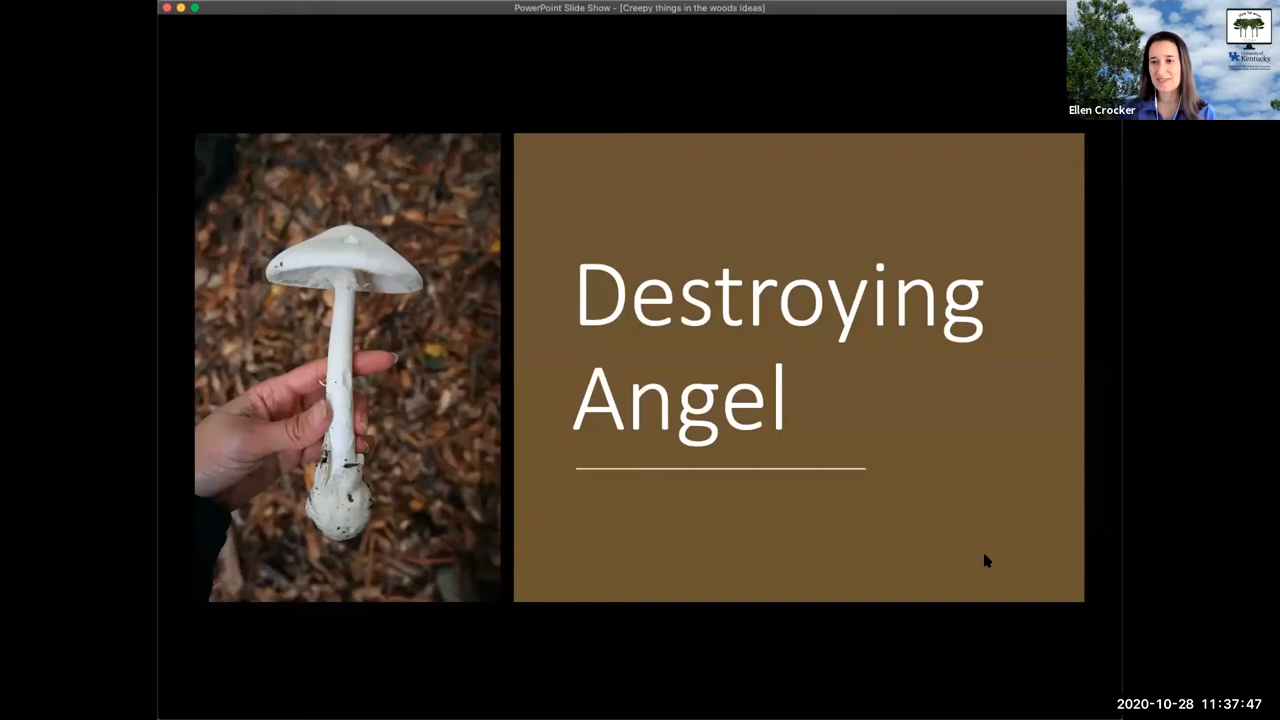 PowerPoint Slide Show - [Creepy things in the woods ideas]
Kentucky
Ellen Crocker
Destroying
Angel
2020-10-28 11:37:47